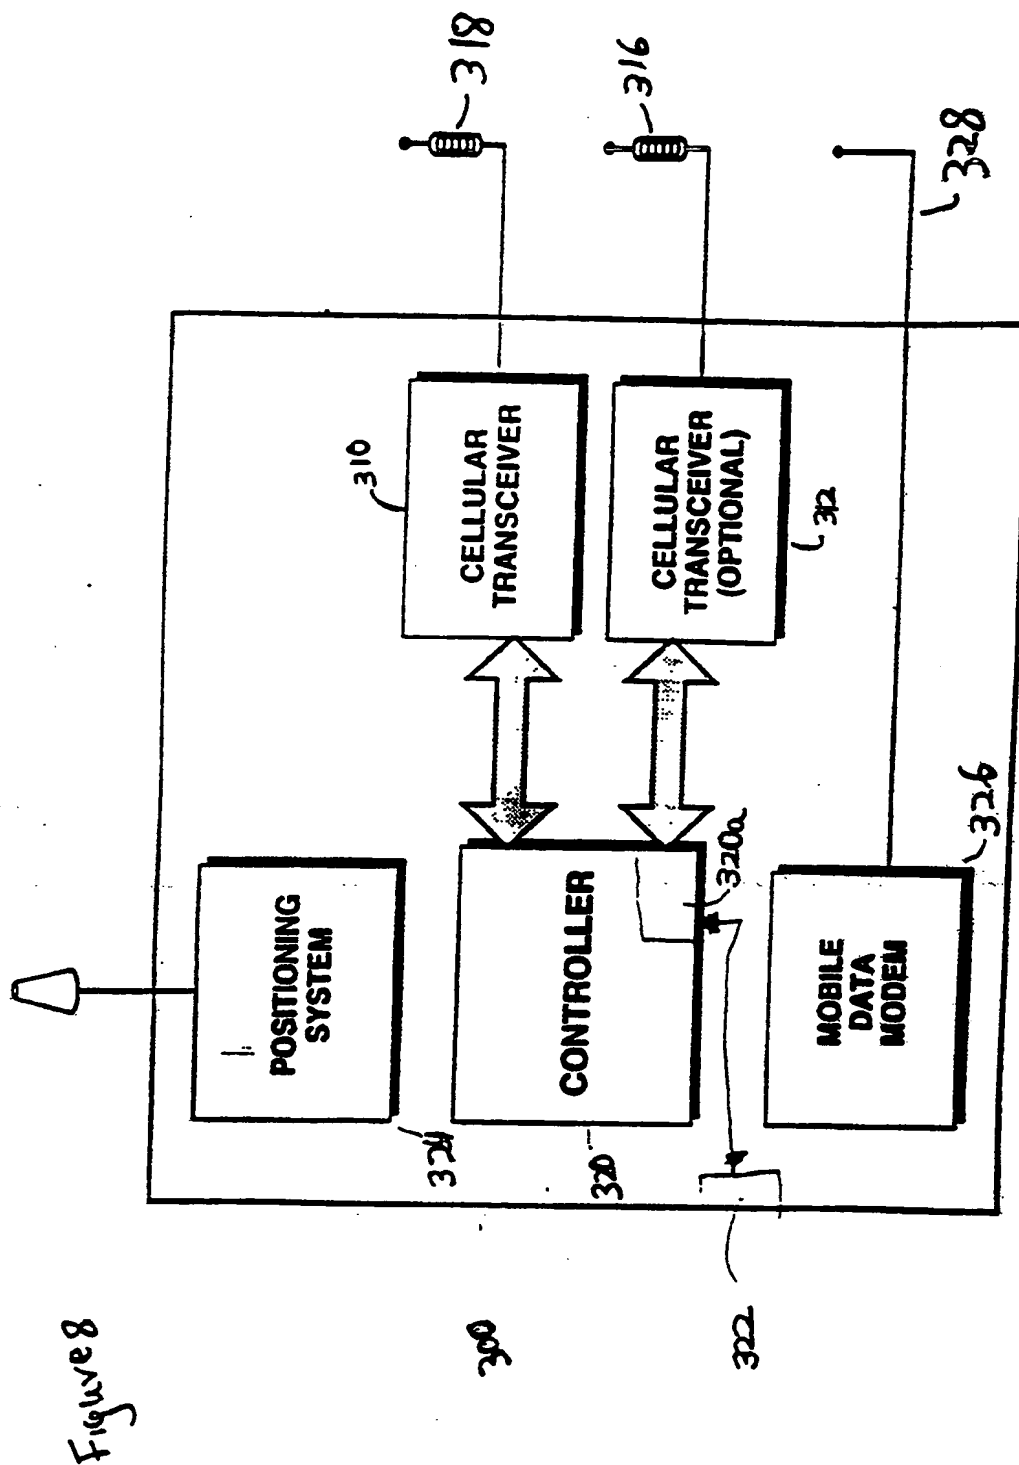 Figure 8
300
POSITIONING
SYSTEM
324
318
310
CELLULAR
TRANSCEIVER
CONTROLLER
320
320a
316
CELLULAR
TRANSCEIVER
(OPTIONAL)
312
322
MOBILE
DATA
MODEM
326
328